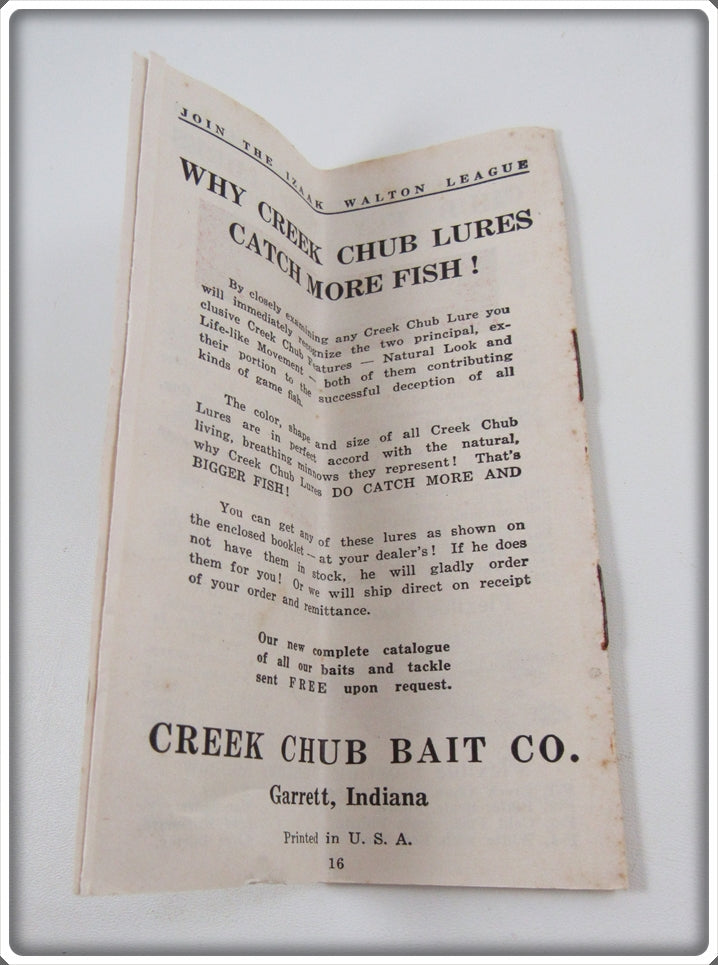 JOIN THE IZAAK WALTON LEAGUE
WHY CREEK CHUB LURES
CATCH MORE FISH!
By closely examining any Creek Chub Lure you
will immediately recognize the two principal, ex-
clusive Creek Chub Features — Natural Look and
Life-like Movement — both of them contributing
their portion to the successful deception of all
kinds of game fish.
The color, shape and size of all Creek Chub
Lures are in perfect accord with the natural,
living, breathing minnows they represent! That's
why Creek Chub Lures DO CATCH MORE AND
BIGGER FISH!
You can get any of these lures as shown on
the enclosed booklet — at your dealer's! If he does
not have them in stock, he will gladly order
them for you! Or we will ship direct on receipt
of your order and remittance.
Our new complete catalogue
of all our baits and tackle
sent FREE upon request.
CREEK CHUB BAIT CO.
Garrett, Indiana
Printed in U. S. A.
16